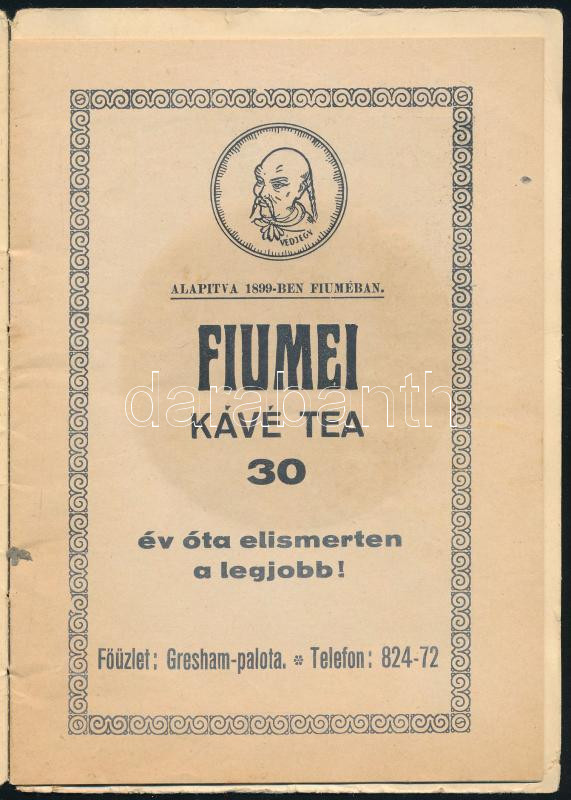 VÉDJEGY
ALAPITVA 1899-BEN FIUMÉBAN.
FIUMEI
darabanth
KÁVÉ TEA
30
év óta elismerten
a legjobb!
Főüzlet: Gresham-palota. * Telefon: 824-72